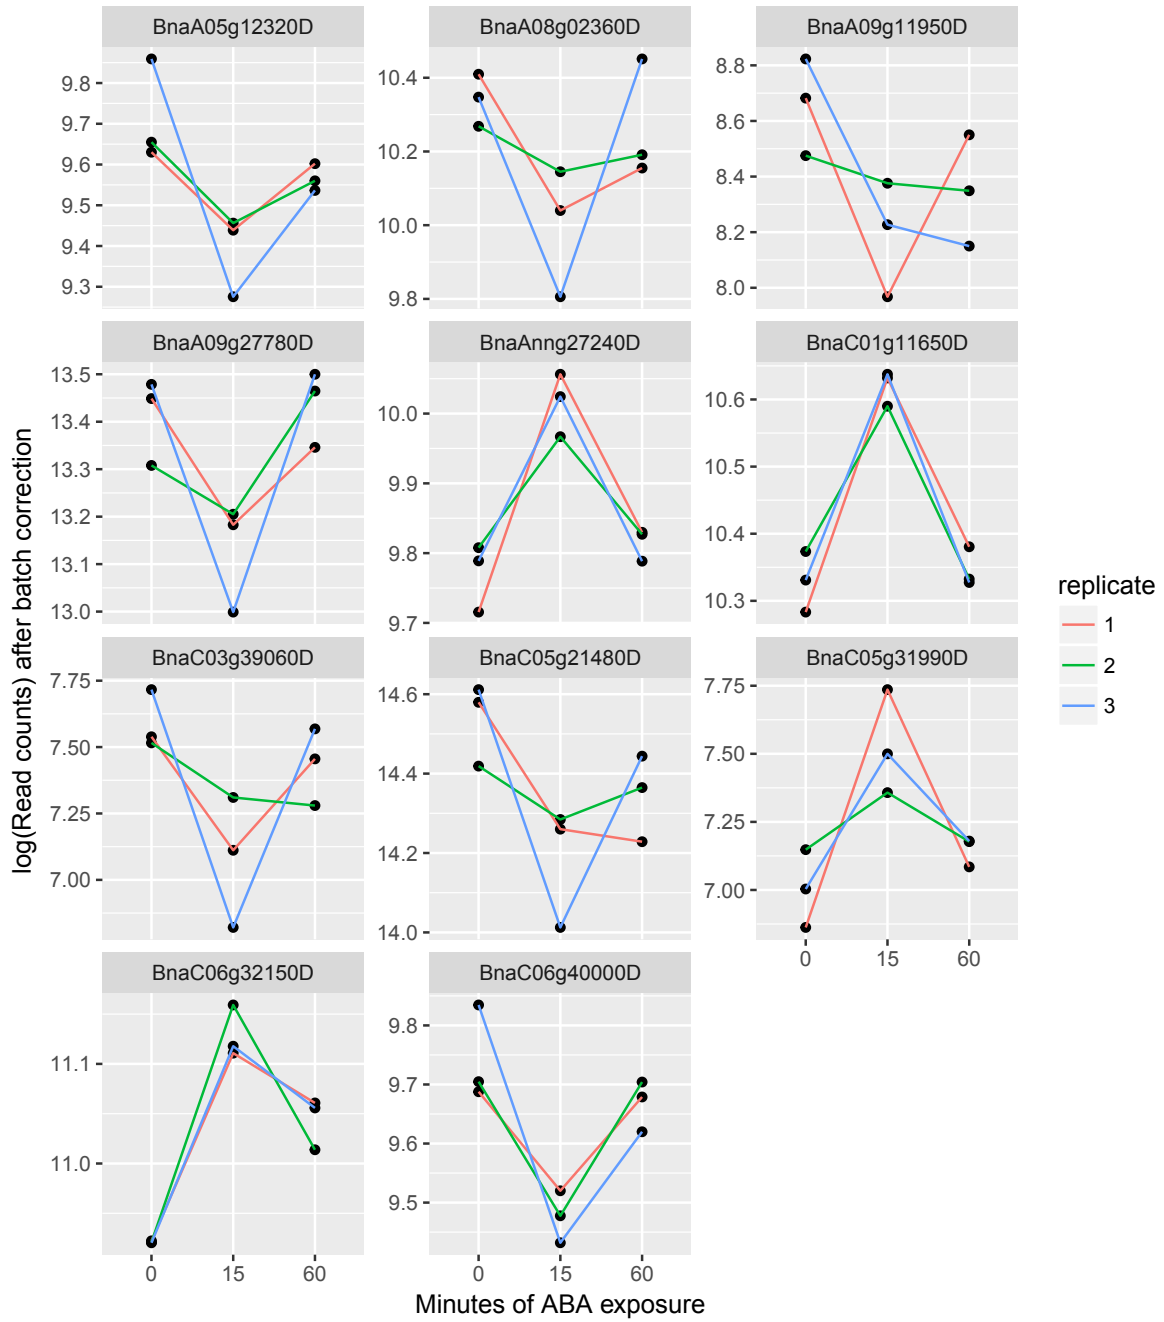 BnaA05g12320D
BnaA08g02360D
BnaA09g11950D
9.8
9.7
9.6
9.5
9.4
9.3
10.4
10.2
10.0
9.8
8.8
8.6
8.4
8.2
8.0
BnaA09g27780D
BnaAnng27240D
BnaC01g11650D
13.5
13.4
13.3
13.2
13.1
13.0
10.0
9.9
9.8
9.7
10.6
10.5
10.4
10.3
BnaC03g39060D
BnaC05g21480D
BnaC05g31990D
7.75
7.50
7.25
7.00
14.6
14.4
14.2
14.0
7.75
7.50
7.25
7.00
0 15 60
BnaC06g32150D
BnaC06g40000D
11.1
11.0
9.8
9.7
9.6
9.5
0 15 60
0 15 60
Minutes of ABA exposure
log(Read counts) after batch correction
replicate
1
2
3